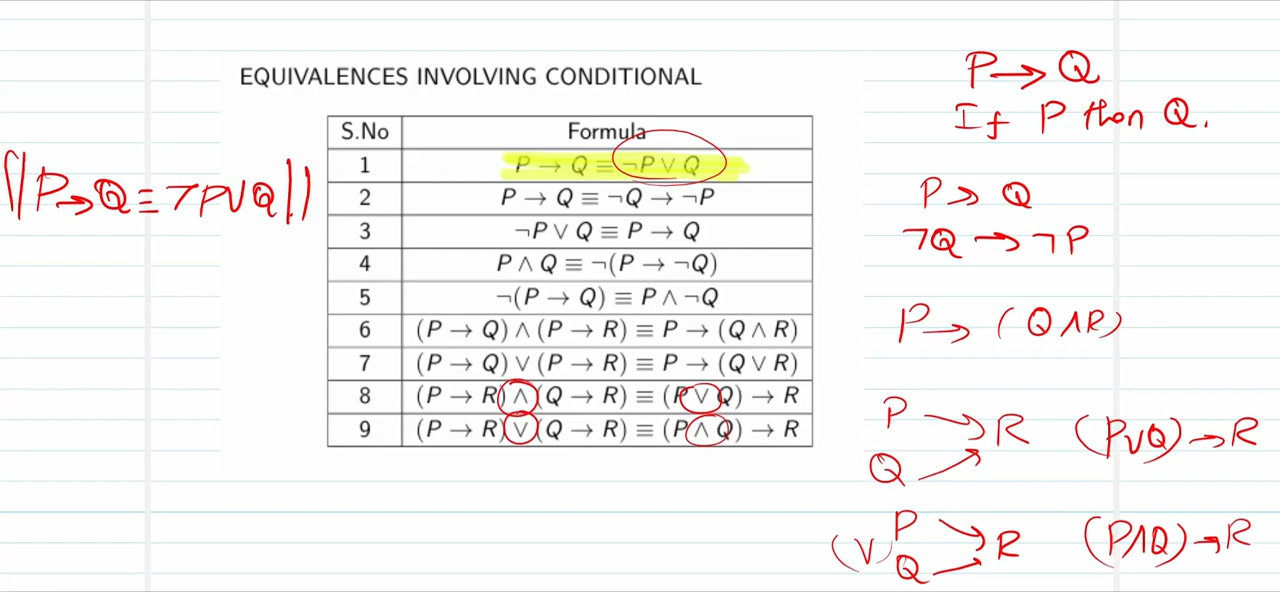 EQUIVALENCES INVOLVING CONDITIONAL
S.No Formula
1 P → Q ≡ ¬P ∨ Q
2 P → Q ≡ ¬Q → ¬P
3 ¬P ∨ Q ≡ P → Q
4 P ∧ Q ≡ ¬(P → ¬Q)
5 ¬(P → Q) ≡ P ∧ ¬Q
6 (P → Q) ∧ (P → R) ≡ P → (Q ∧ R)
7 (P → Q) ∨ (P → R) ≡ P → (Q ∨ R)
8 (P → R) ∧ (Q → R) ≡ (P ∨ Q) → R
9 (P → R) ∨ (Q → R) ≡ (P ∧ Q) → R
P → Q ≡ ¬P ∨ Q
P → Q
If P then Q.
P → Q
¬Q → ¬P
P → (Q ∧ R)
P → R (P ∨ Q) → R
Q
(∨) P → R (P ∧ Q) → R
Q